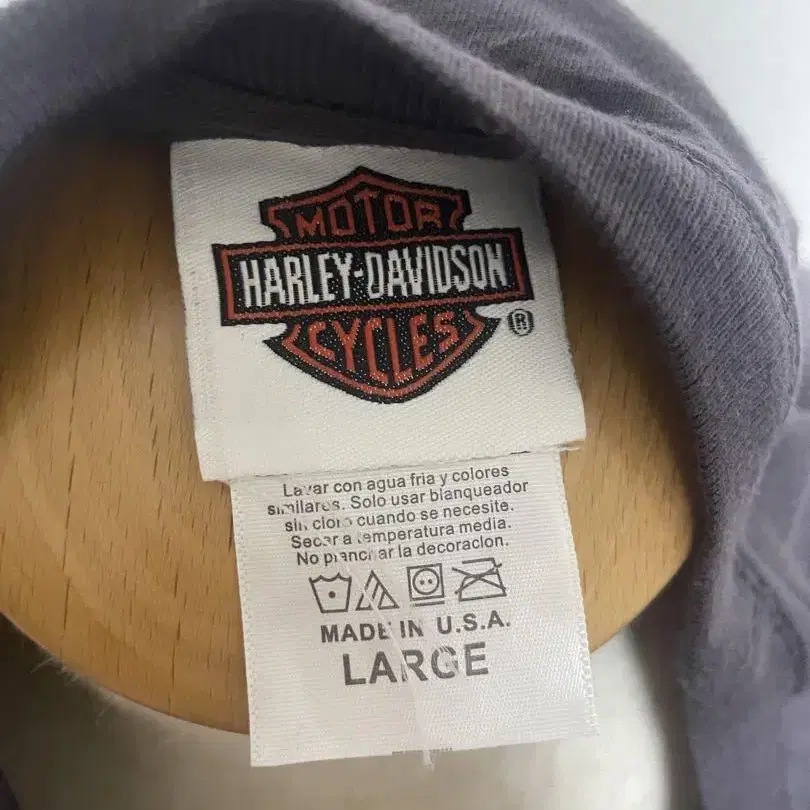 MOTOR
HARLEY-DAVIDSON
CYCLES
®
Lavar con agua fria y colores
similares. Solo usar blanqueador
sin cloro cuando se necesite.
Secar a temperatura media.
No planchar la decoracion.
MADE IN U.S.A.
LARGE